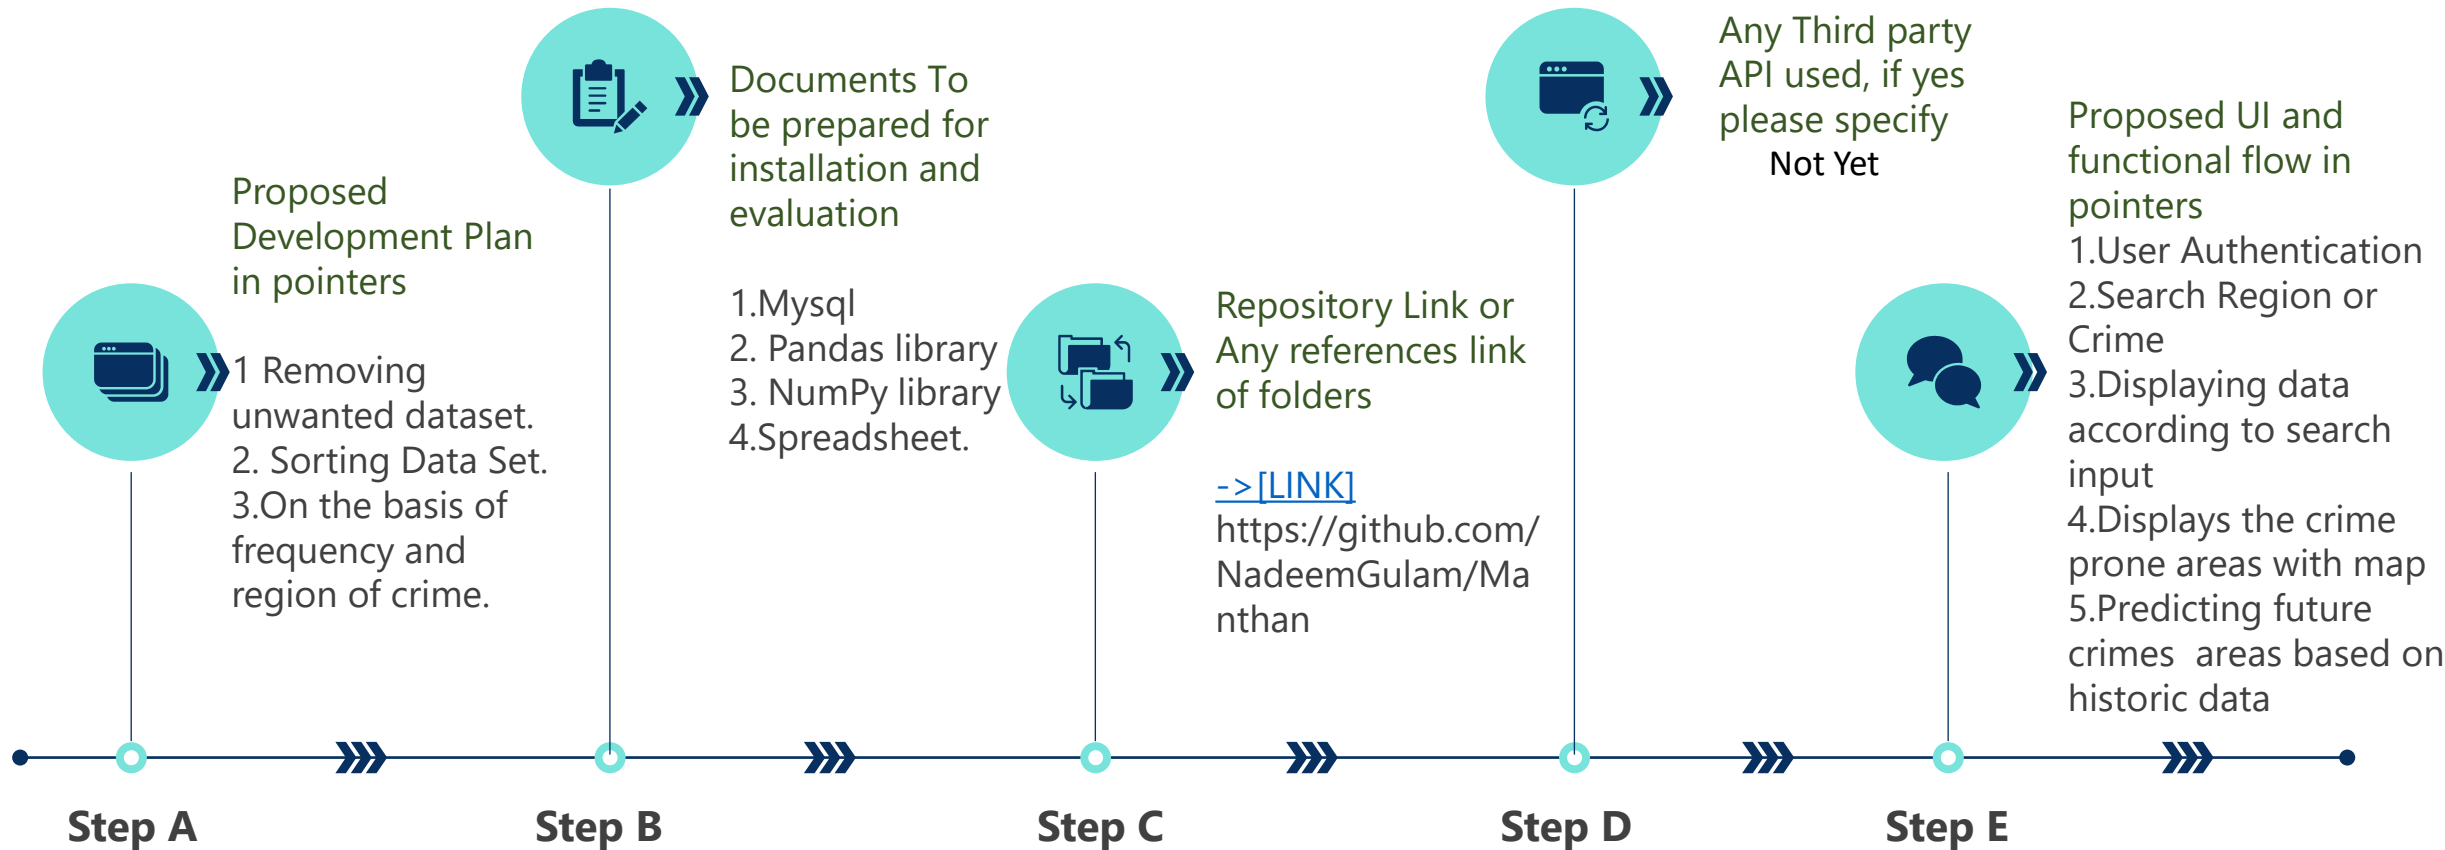 Proposed
Development Plan
in pointers
1 Removing
unwanted dataset.
2. Sorting Data Set.
3.On the basis of
frequency and
region of crime.
Documents To
be prepared for
installation and
evaluation
1.Mysql
2. Pandas library
3. NumPy library
4.Spreadsheet.
Repository Link or
Any references link
of folders
->[LINK]
https://github.com/
NadeemGulam/Ma
nthan
Any Third party
API used, if yes
please specify
Not Yet
Proposed UI and
functional flow in
pointers
1.User Authentication
2.Search Region or
Crime
3.Displaying data
according to search
input
4.Displays the crime
prone areas with map
5.Predicting future
crimes  areas based on
historic data
Step A
Step B
Step C
Step D
Step E